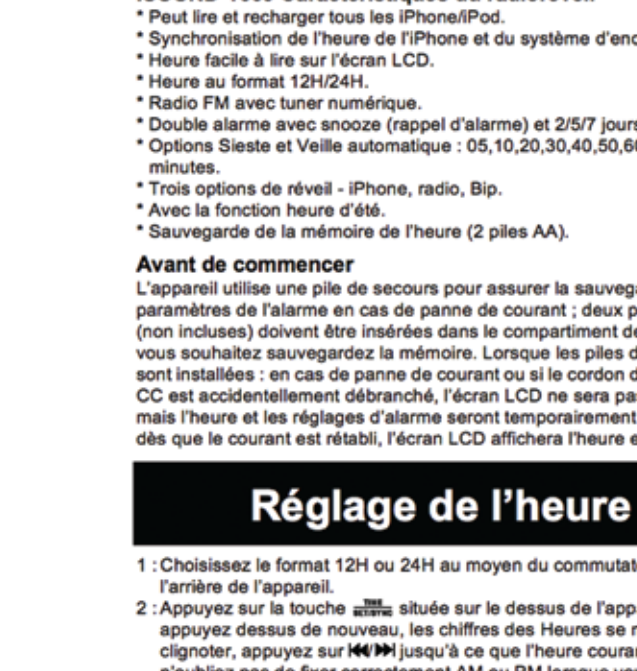 * Peut lire et recharger tous les iPhone/iPod.
* Synchronisation de l'heure de l'iPhone et du système d'enc
* Heure facile à lire sur l'écran LCD.
* Heure au format 12H/24H.
* Radio FM avec tuner numérique.
* Double alarme avec snooze (rappel d'alarme) et 2/5/7 jours
* Options Sieste et Veille automatique : 05,10,20,30,40,50,60
minutes.
* Trois options de réveil - iPhone, radio, Bip.
* Avec la fonction heure d'été.
* Sauvegarde de la mémoire de l'heure (2 piles AA).
Avant de commencer
L'appareil utilise une pile de secours pour assurer la sauvega
paramètres de l'alarme en cas de panne de courant ; deux p
(non incluses) doivent être insérées dans le compartiment de
vous souhaitez sauvegardez la mémoire. Lorsque les piles d
sont installées : en cas de panne de courant ou si le cordon d
CC est accidentellement débranché, l'écran LCD ne sera pas
mais l'heure et les réglages d'alarme seront temporairement
dès que le courant est rétabli, l'écran LCD affichera l'heure e
Réglage de l'heure
1 : Choisissez le format 12H ou 24H au moyen du commutate
l'arrière de l'appareil.
2 : Appuyez sur la touche située sur le dessus de l'appa
appuyez dessus de nouveau, les chiffres des Heures se m
clignoter, appuyez sur jusqu'à ce que l'heure couran